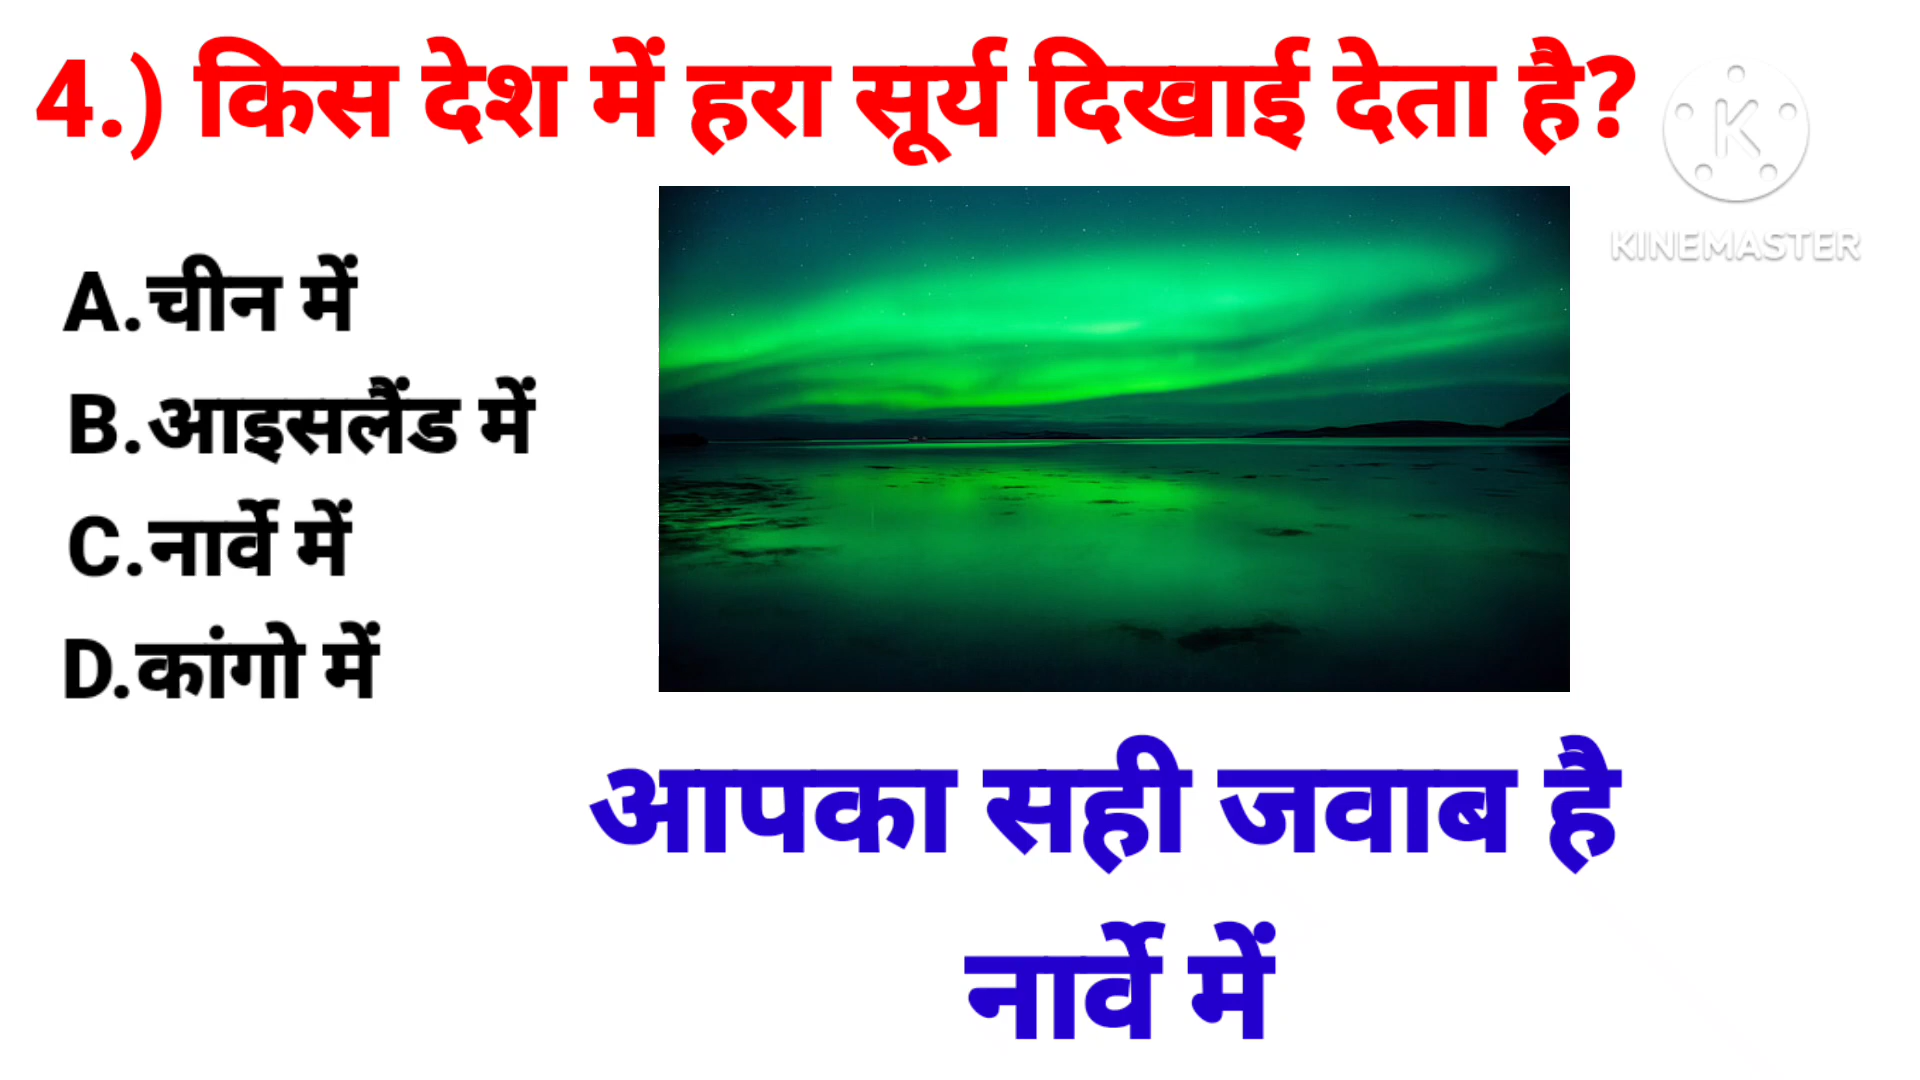 4.) किस देश में हरा सूर्य दिखाई देता है?
K
KINEMASTER
A.चीन में
B.आइसलैंड में
C.नार्वे में
D.कांगो में
आपका सही जवाब है
नार्वे में